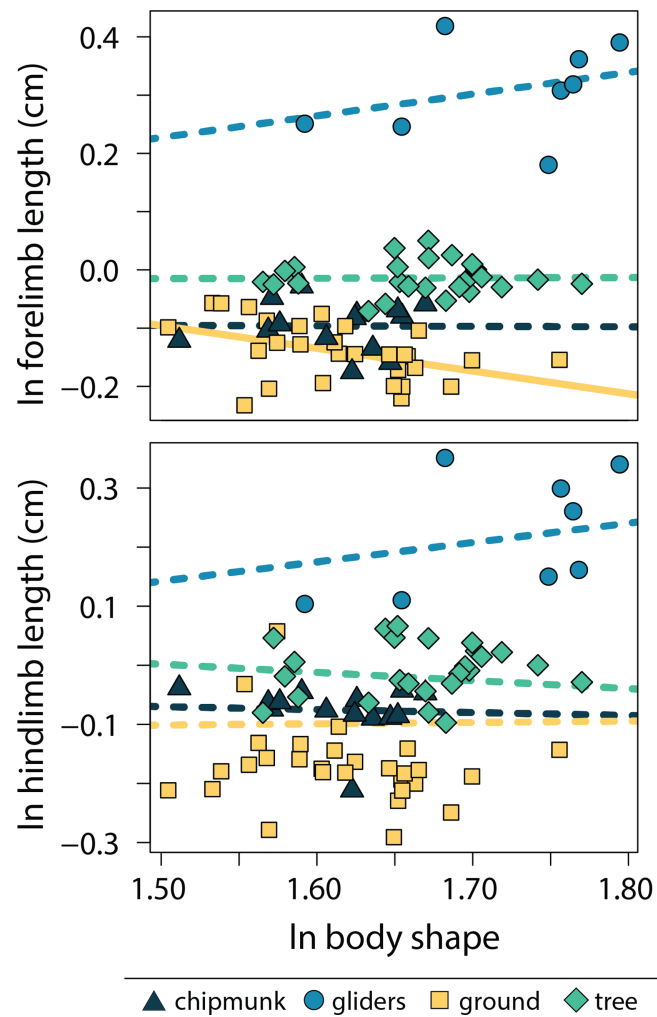 ln forelimb length (cm)
0.4
0.2
0.0
−0.2
ln hindlimb length (cm)
0.3
0.1
−0.1
−0.3
1.50 1.60 1.70 1.80
ln body shape
chipmunk gliders ground tree